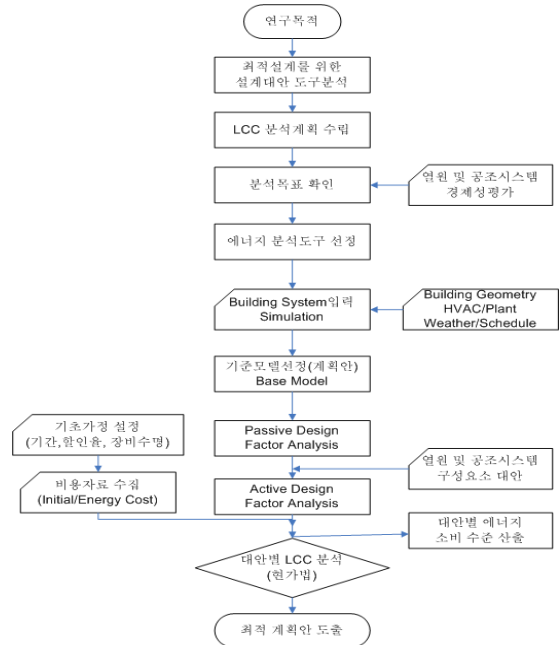 연구목적
최적설계를 위한
설계대안 도구분석
LCC 분석계획 수립
분석목표 확인
열원 및 공조시스템
경제성평가
에너지 분석도구 선정
Building System입력
Simulation
Building Geometry
HVAC/Plant
Weather/Schedule
기준모델선정(계획안)
Base Model
기초가정 설정
(기간,할인율, 장비수명)
Passive Design
Factor Analysis
열원 및 공조시스템
구성요소 대안
비용자료 수집
(Initial/Energy Cost)
Active Design
Factor Analysis
대안별 에너지
소비 수준 산출
대안별 LCC 분석
(현가법)
최적 계획안 도출